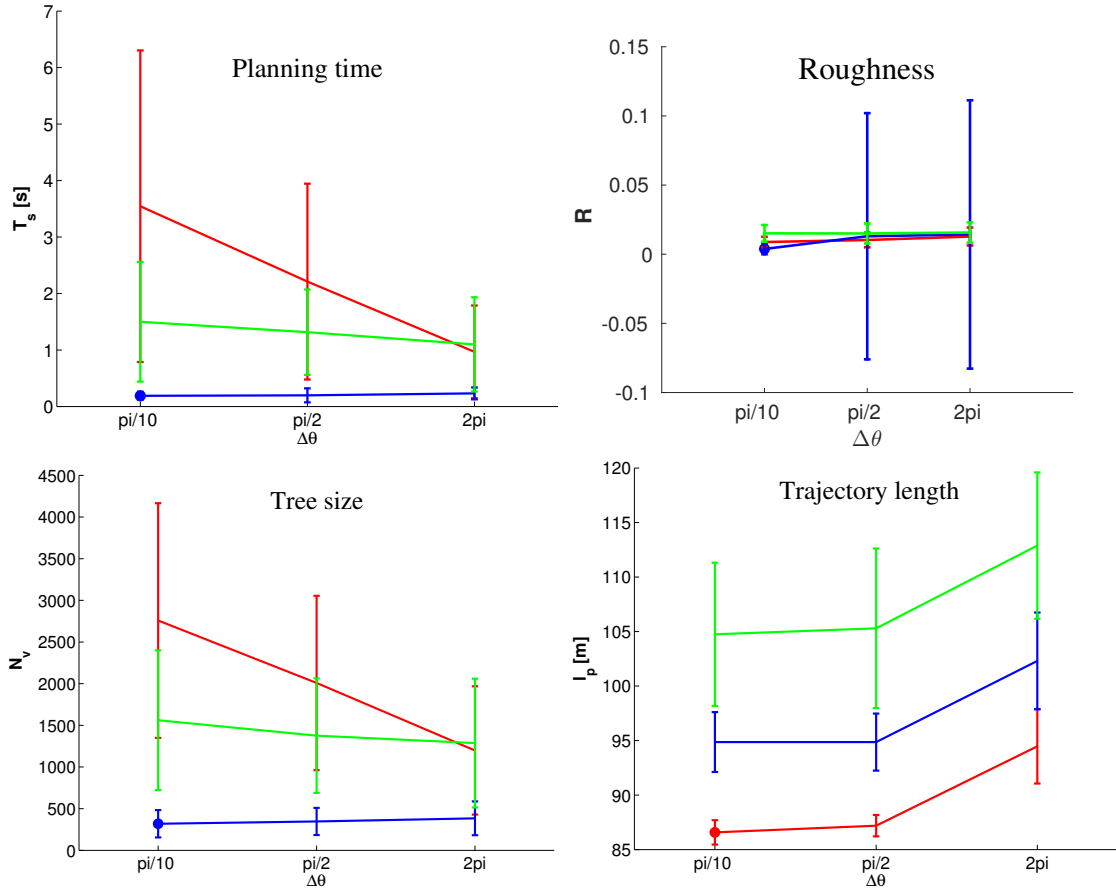 Planning time
T_s [s]
7
6
5
4
3
2
1
0
pi/10 pi/2 2pi
Δθ
Roughness
R
0.15
0.1
0.05
0
-0.05
-0.1
pi/10 pi/2 2pi
Δθ
Tree size
N_v
4500
4000
3500
3000
2500
2000
1500
1000
500
0
pi/10 pi/2 2pi
Δθ
Trajectory length
l_p [m]
120
115
110
105
100
95
90
85
pi/10 pi/2 2pi
Δθ